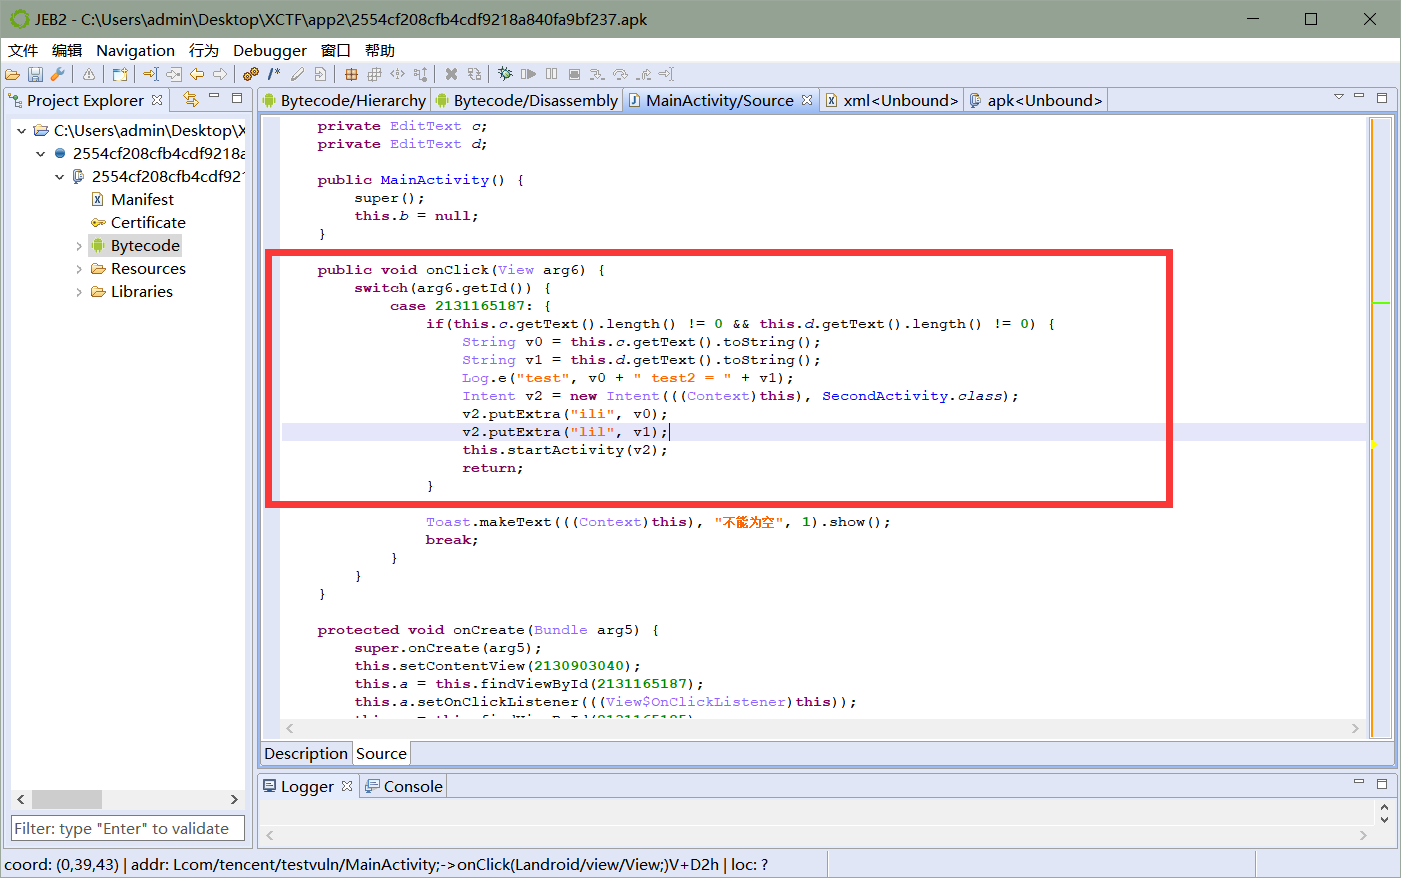 JEB2 - C:\Users\admin\Desktop\XCTF\app2\2554cf208cfb4cdf9218a840fa9bf237.apk
文件 编辑 Navigation 行为 Debugger 窗口 帮助
Project Explorer
Bytecode/Hierarchy Bytecode/Disassembly MainActivity/Source xml<Unbound> apk<Unbound>
C:\Users\admin\Desktop\X
2554cf208cfb4cdf9218a
2554cf208cfb4cdf921
Manifest
Certificate
Bytecode
Resources
Libraries
Filter: type "Enter" to validate
private EditText c;
private EditText d;
public MainActivity() {
super();
this.b = null;
}
public void onClick(View arg6) {
switch(arg6.getId()) {
case 2131165187: {
if(this.c.getText().length() != 0 && this.d.getText().length() != 0) {
String v0 = this.c.getText().toString();
String v1 = this.d.getText().toString();
Log.e("test", v0 + " test2 = " + v1);
Intent v2 = new Intent(((Context)this), SecondActivity.class);
v2.putExtra("ili", v0);
v2.putExtra("lil", v1);
this.startActivity(v2);
return;
}
Toast.makeText(((Context)this), "不能为空", 1).show();
break;
}
}
}
protected void onCreate(Bundle arg5) {
super.onCreate(arg5);
this.setContentView(2130903040);
this.a = this.findViewById(2131165187);
this.a.setOnClickListener(((View$OnClickListener)this));
Description Source
Logger Console
coord: (0,39,43) | addr: Lcom/tencent/testvuln/MainActivity;->onClick(Landroid/view/View;)V+D2h | loc: ?